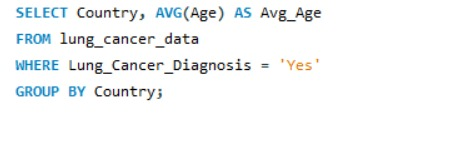 SELECT Country, AVG(Age) AS Avg_Age
FROM lung_cancer_data
WHERE Lung_Cancer_Diagnosis = 'Yes'
GROUP BY Country;